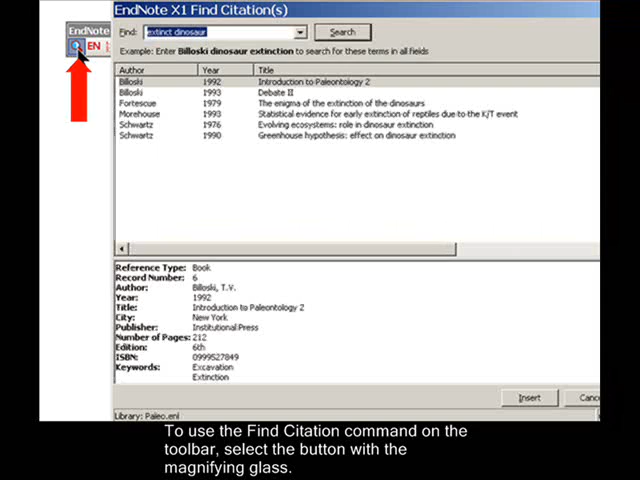 EndNote X1 Find Citation(s)
EndNote
EN
Find: extinct dinosaur Search
Example: Enter Billoski dinosaur extinction to search for these terms in all fields
Author Year Title
Billoski 1992 Introduction to Paleontology 2
Billoski 1993 Debate II
Fortescue 1979 The enigma of the extinction of the dinosaurs
Morehouse 1993 Statistical evidence for early extinction of reptiles due to the K/T event
Schwartz 1976 Evolving ecosystems: role in dinosaur extinction
Schwartz 1990 Greenhouse hypothesis: effect on dinosaur extinction
Reference Type: Book
Record Number: 6
Author: Billoski, T.V.
Year: 1992
Title: Introduction to Paleontology 2
City: New York
Publisher: Institutional Press
Number of Pages: 212
Edition: 6th
ISBN: 0999527849
Keywords: Excavation
Extinction
Insert Canc
Library: Paleo.enl
To use the Find Citation command on the
toolbar, select the button with the
magnifying glass.